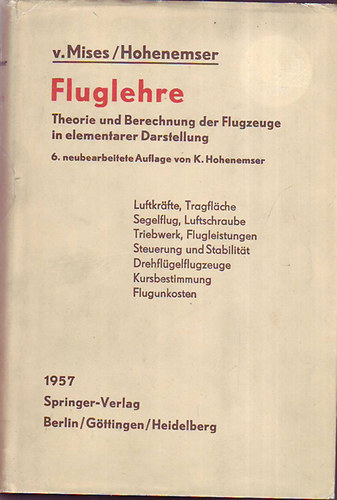 v.Mises/Hohenemser
Fluglehre
Theorie und Berechnung der Flugzeuge
in elementarer Darstellung
6. neubearbeitete Auflage von K. Hohenemser
Luftkräfte, Tragfläche
Segelflug, Luftschraube
Triebwerk, Flugleistungen
Steuerung und Stabilität
Drehflügelflugzeuge
Kursbestimmung
Flugunkosten
1957
Springer-Verlag
Berlin/Göttingen/Heidelberg